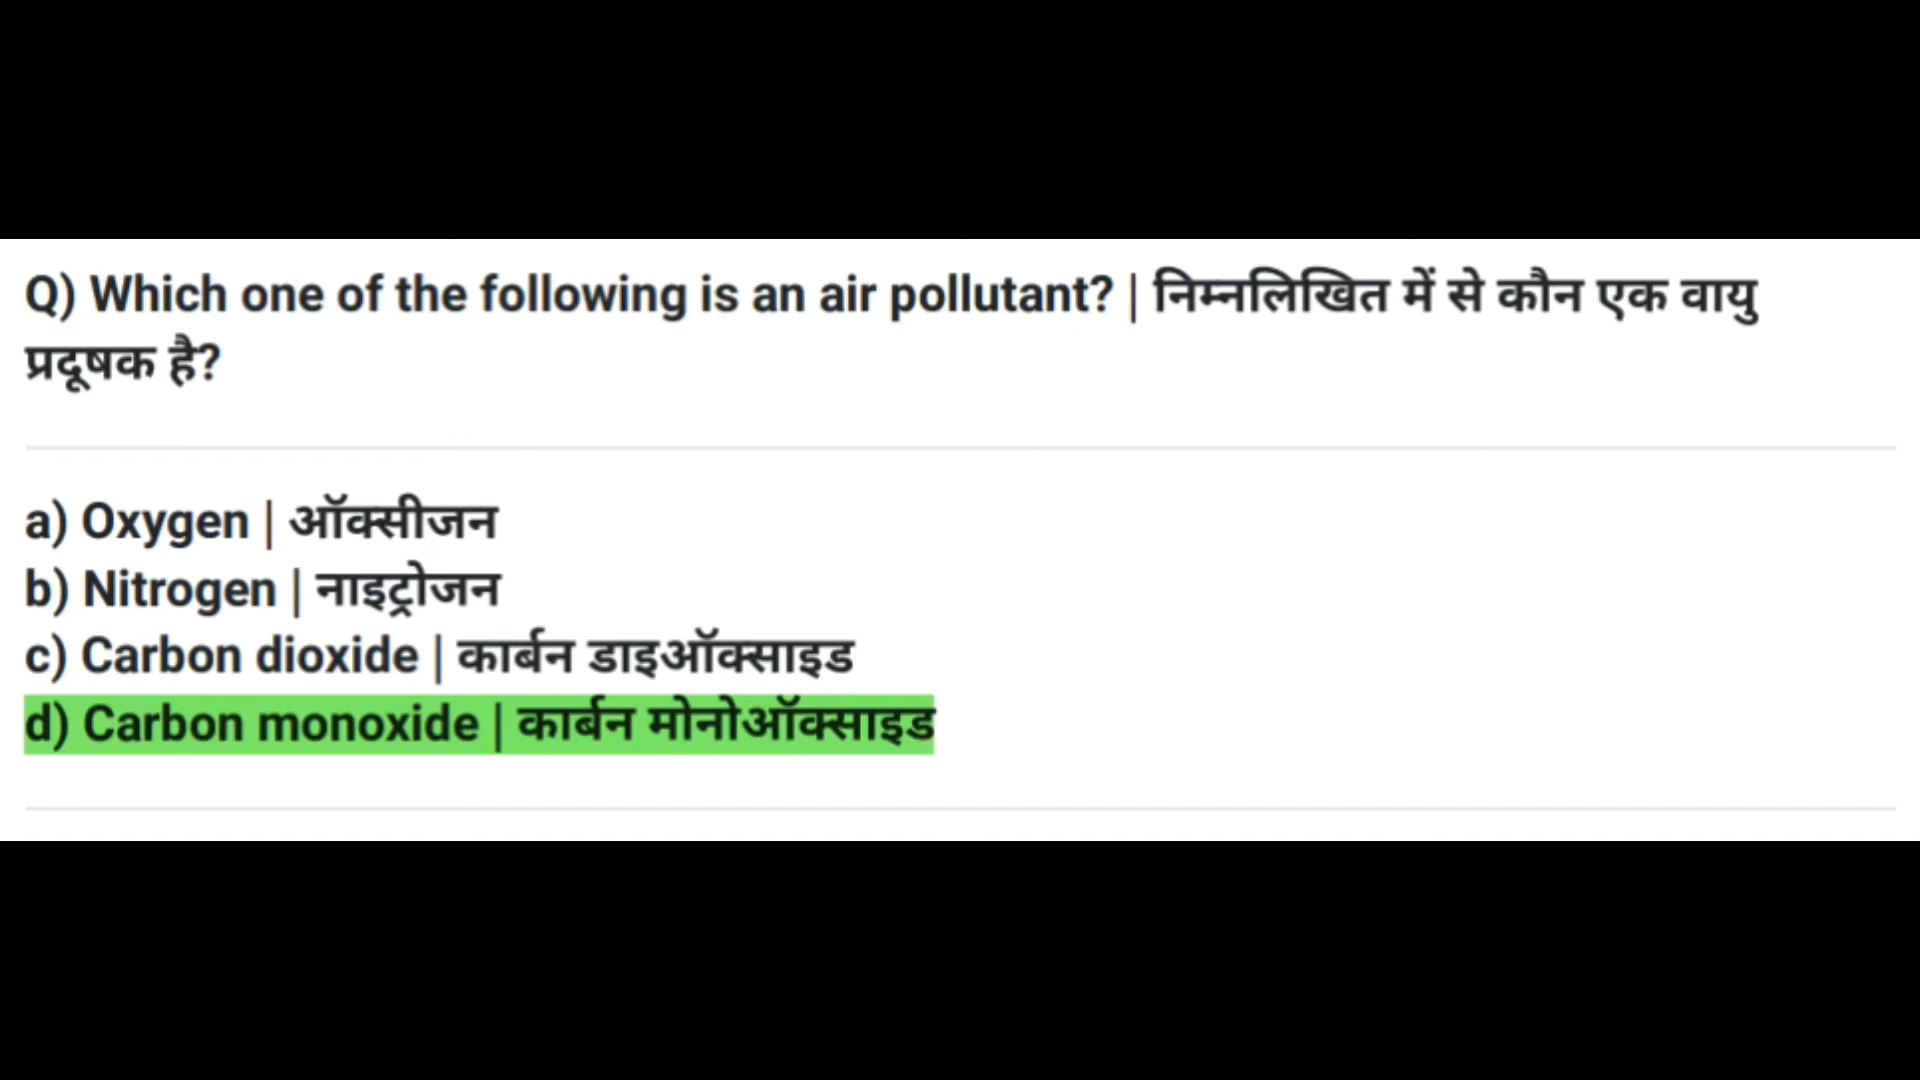 Q) Which one of the following is an air pollutant? | निम्नलिखित में से कौन एक वायु
प्रदूषक है?
a) Oxygen | ऑक्सीजन
b) Nitrogen | नाइट्रोजन
c) Carbon dioxide | कार्बन डाइऑक्साइड
d) Carbon monoxide | कार्बन मोनोऑक्साइड